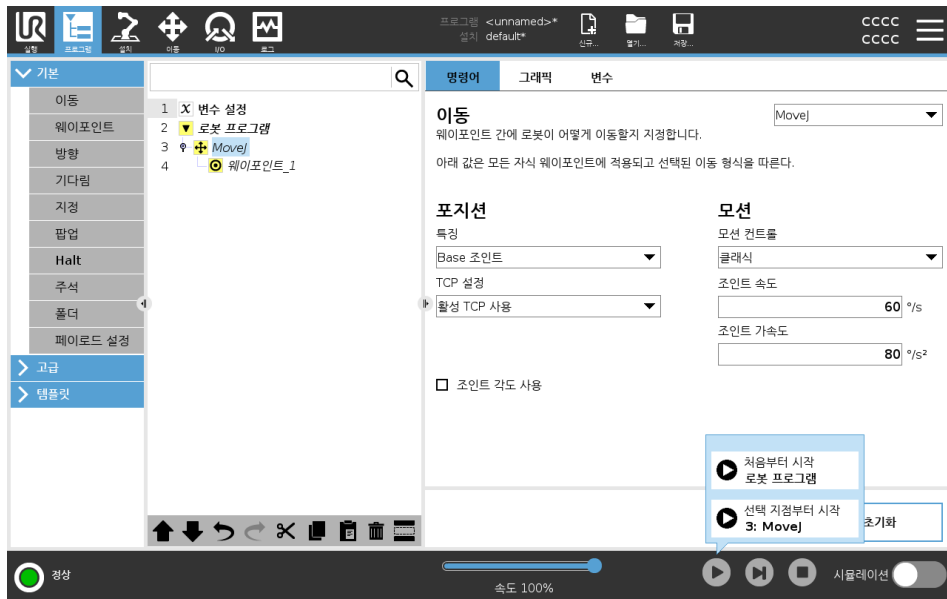 UR
실행
프로그램
설치
이동
I/O
로그
프로그램 <unnamed>*
설치 default*
신규...
열기...
저장...
CCCC
CCCC
기본
이동
웨이포인트
방향
기다림
지정
팝업
Halt
주석
폴더
페이로드 설정
고급
템플릿
1 X 변수 설정
2 로봇 프로그램
3 MoveJ
4 웨이포인트_1
명령어 그래픽 변수
이동
MoveJ
웨이포인트 간에 로봇이 어떻게 이동할지 지정합니다.
아래 값은 모든 자식 웨이포인트에 적용되고 선택된 이동 형식을 따른다.
포지션
특징
Base 조인트
TCP 설정
활성 TCP 사용
조인트 각도 사용
모션
모션 컨트롤
클래식
조인트 속도
60 °/s
조인트 가속도
80 °/s²
처음부터 시작
로봇 프로그램
선택 지점부터 시작
3: MoveJ
초기화
정상
속도 100%
시뮬레이션